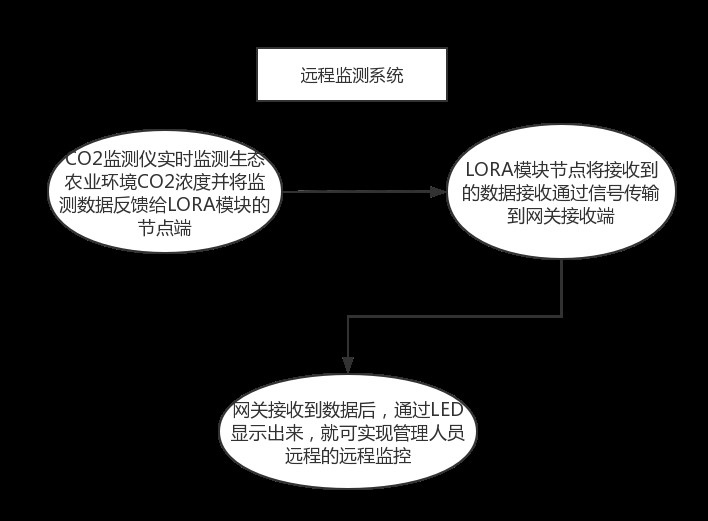 远程监测系统
CO2监测仪实时监测生态
农业环境CO2浓度并将监
测数据反馈给LORA模块的
节点端
LORA模块节点将接收到
的数据接收通过信号传输
到网关接收端
网关接收到数据后，通过LED
显示出来，就可实现管理人员
远程的远程监控